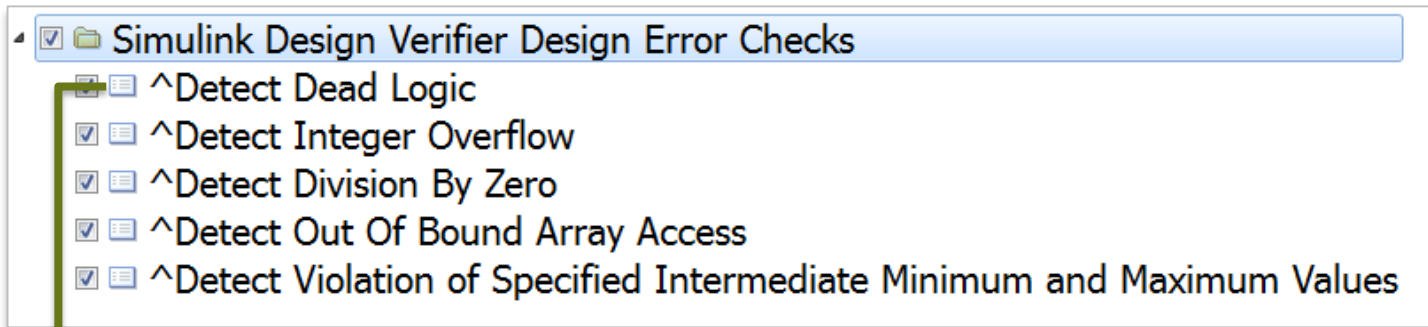 Simulink Design Verifier Design Error Checks
^Detect Dead Logic
^Detect Integer Overflow
^Detect Division By Zero
^Detect Out Of Bound Array Access
^Detect Violation of Specified Intermediate Minimum and Maximum Values